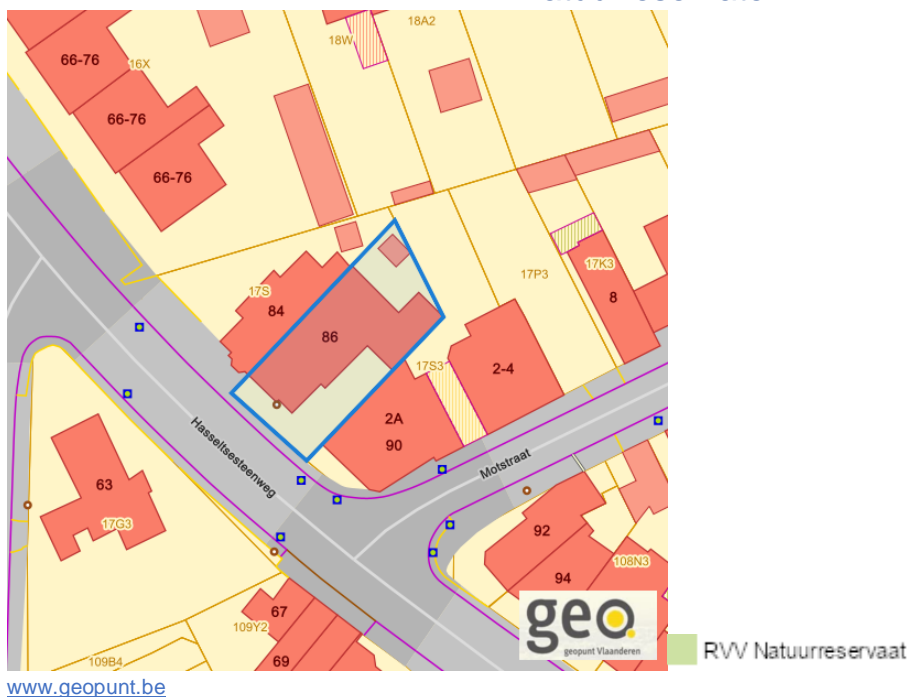 18A2
18W
66-76
16X
66-76
66-76
17P3
17K3
17S
84
8
86
17S3
2-4
2A
90
Hasseltsesteenweg
Motstraat
63
17G3
92
108N3
94
67
109Y2
69
109B4
geo
geopunt Vlaanderen
RVV Natuurreservaat
www.geopunt.be